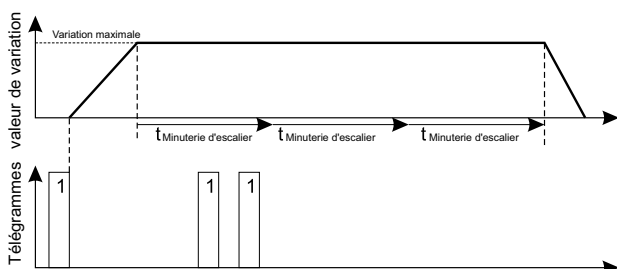 valeur de variation
Variation maximale
t Minuterie d'escalier
t Minuterie d'escalier
t Minuterie d'escalier
Télégrammes
1
1
1